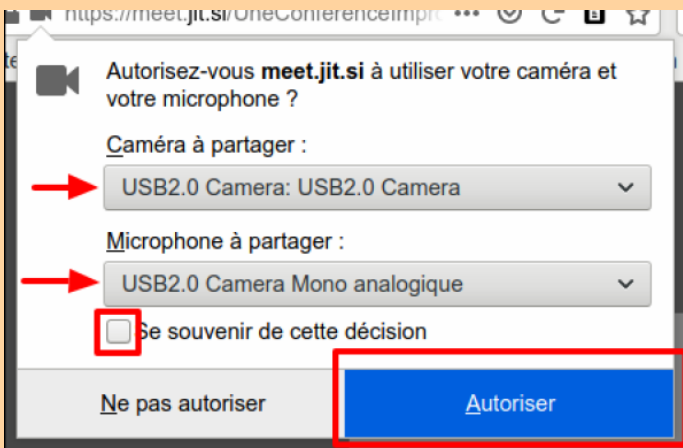 https://meet.jit.si/UneConferenceImpro
Autorisez-vous meet.jit.si à utiliser votre caméra et
votre microphone ?
Caméra à partager :
USB2.0 Camera: USB2.0 Camera
Microphone à partager :
USB2.0 Camera Mono analogique
Se souvenir de cette décision
Ne pas autoriser
Autoriser